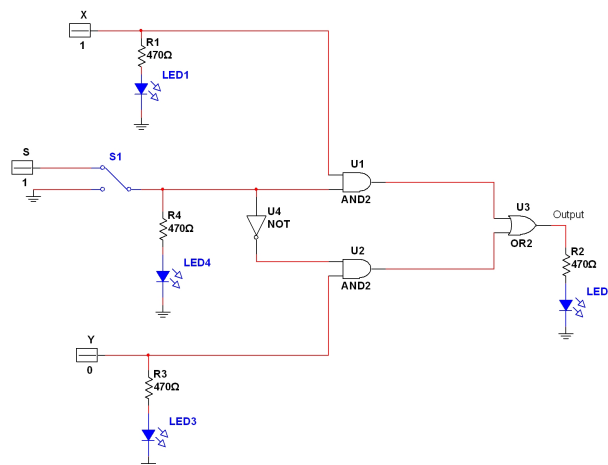 X
1
R1
470Ω
LED1
S
1
S1
R4
470Ω
LED4
U4
NOT
U1
AND2
U2
AND2
U3
OR2
Output
R2
470Ω
LED
Y
0
R3
470Ω
LED3